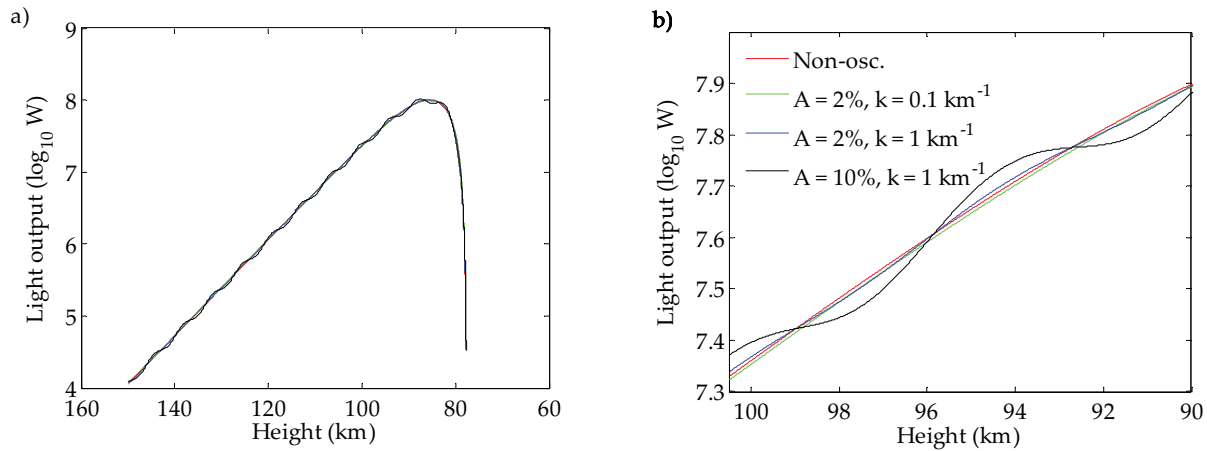 a)
9
8
7
6
5
4
Light output (log₁₀ W)
160 140 120 100 80 60
Height (km)
b)
7.9
7.8
7.7
7.6
7.5
7.4
7.3
Light output (log₁₀ W)
Non-osc.
A = 2%, k = 0.1 km⁻¹
A = 2%, k = 1 km⁻¹
A = 10%, k = 1 km⁻¹
100 98 96 94 92 90
Height (km)